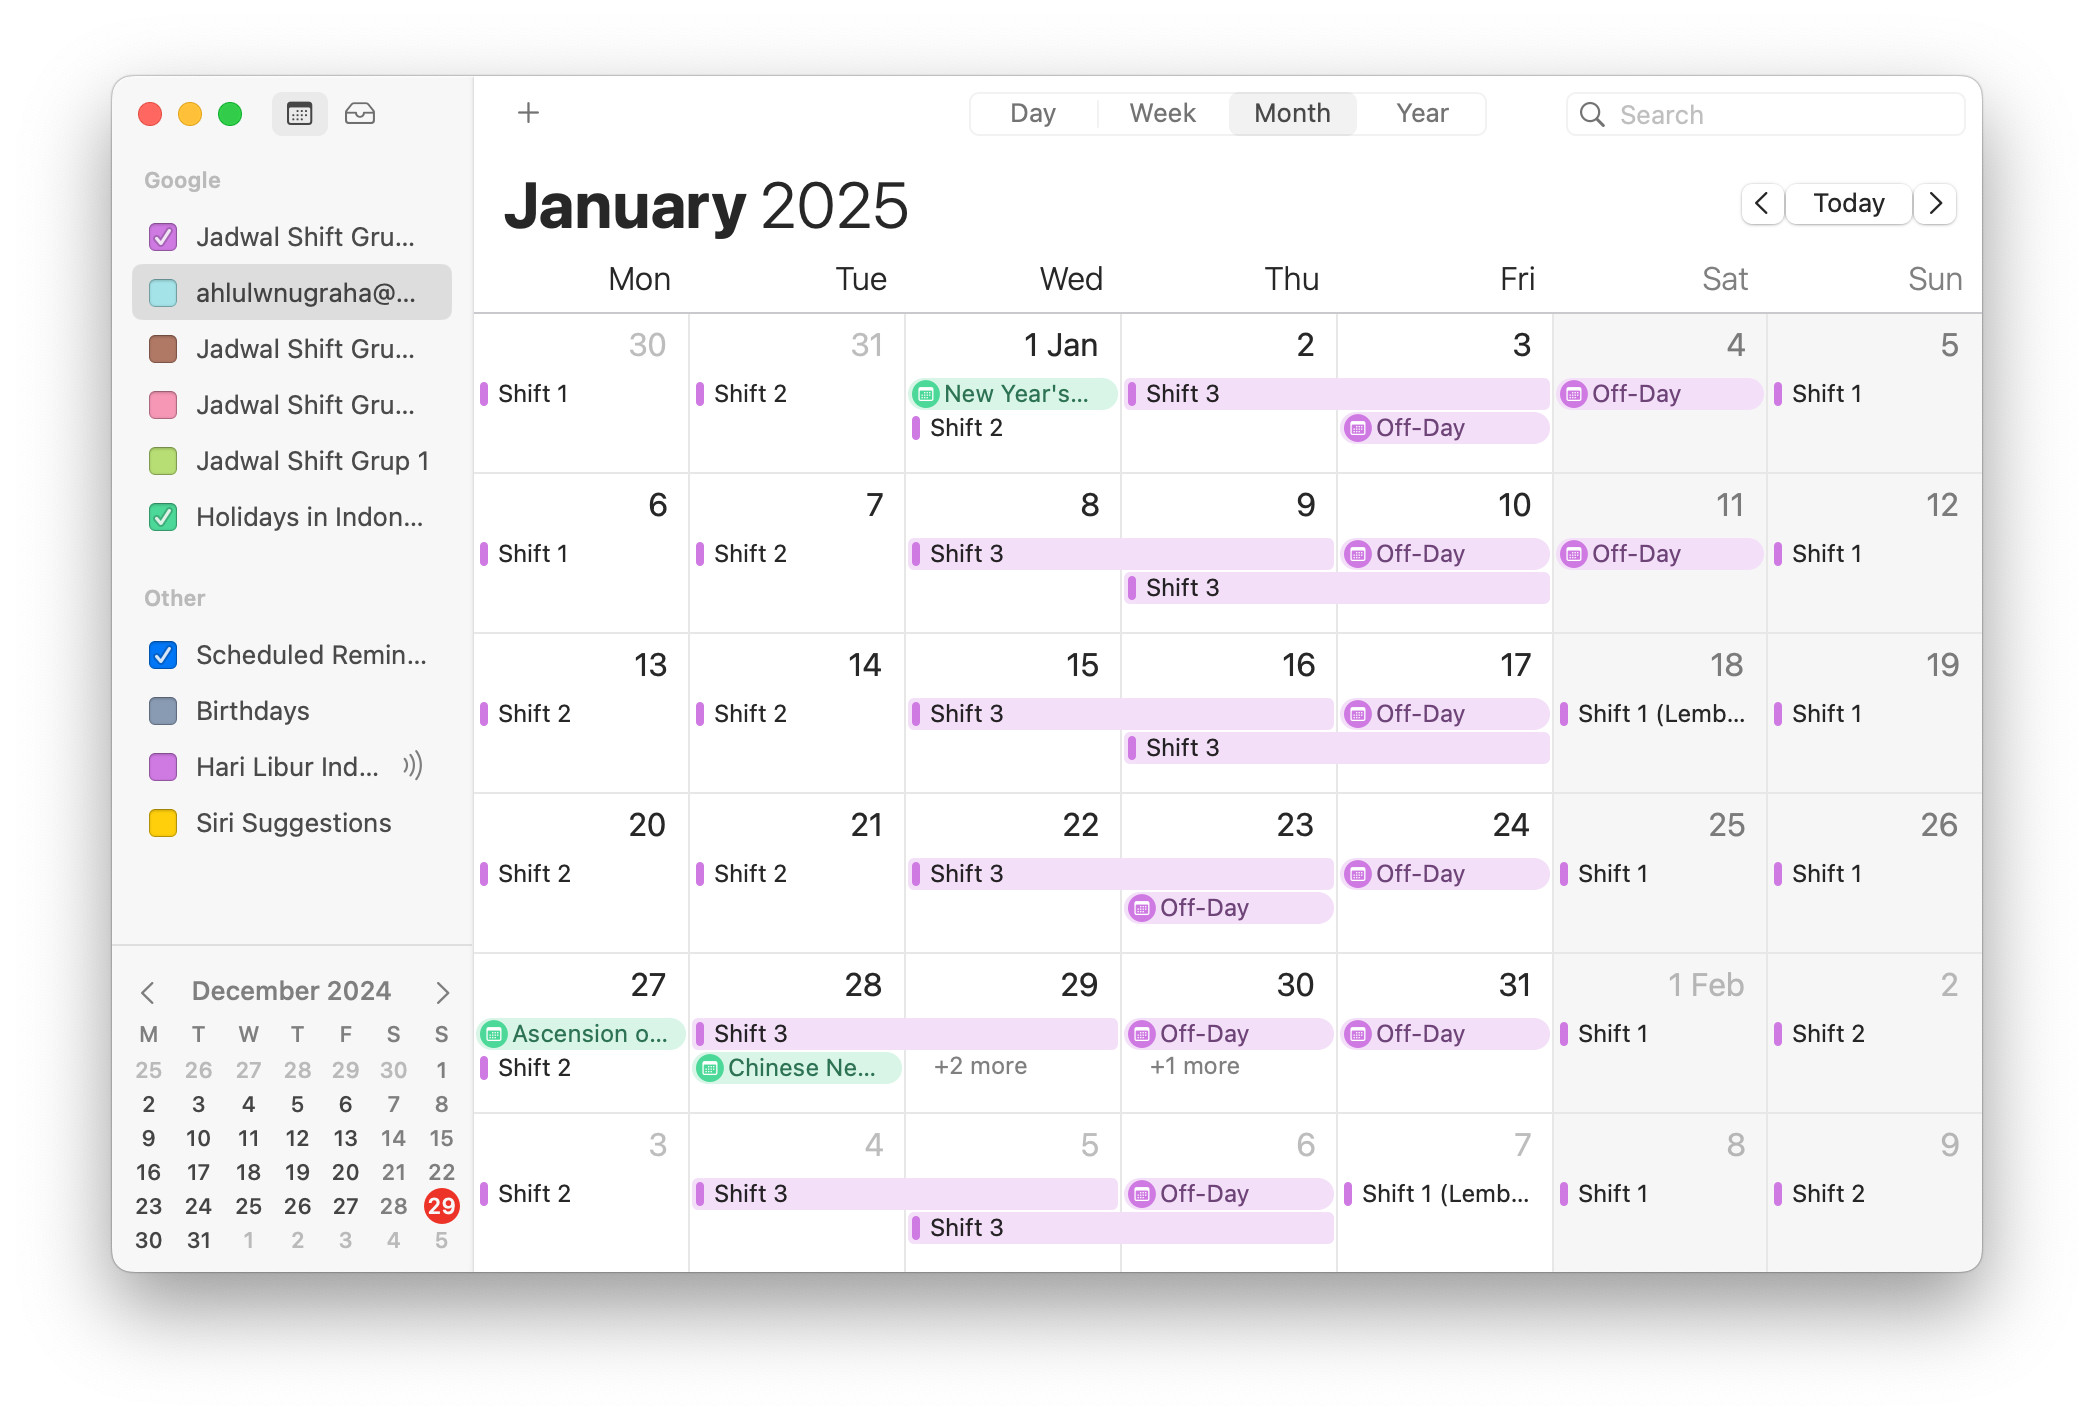 Day Week Month Year
Search
Google
Jadwal Shift Gru...
ahlulwnugraha@...
Jadwal Shift Gru...
Jadwal Shift Gru...
Jadwal Shift Grup 1
Holidays in Indon...
Other
Scheduled Remin...
Birthdays
Hari Libur Ind...
Siri Suggestions
December 2024
M T W T F S S
25 26 27 28 29 30 1
2 3 4 5 6 7 8
9 10 11 12 13 14 15
16 17 18 19 20 21 22
23 24 25 26 27 28 29
30 31 1 2 3 4 5
January 2025
Today
Mon Tue Wed Thu Fri Sat Sun
30 31 1 Jan 2 3 4 5
Shift 1 Shift 2 New Year's... Shift 3 Off-Day Shift 1
Shift 2 Off-Day
6 7 8 9 10 11 12
Shift 1 Shift 2 Shift 3 Off-Day Off-Day Shift 1
Shift 3
13 14 15 16 17 18 19
Shift 2 Shift 2 Shift 3 Off-Day Shift 1 (Lemb... Shift 1
Shift 3
20 21 22 23 24 25 26
Shift 2 Shift 2 Shift 3 Off-Day Shift 1 Shift 1
Off-Day
27 28 29 30 31 1 Feb 2
Ascension o... Shift 3 Off-Day Off-Day Shift 1 Shift 2
Shift 2 Chinese Ne... +2 more +1 more
3 4 5 6 7 8 9
Shift 2 Shift 3 Off-Day Shift 1 (Lemb... Shift 1 Shift 2
Shift 3